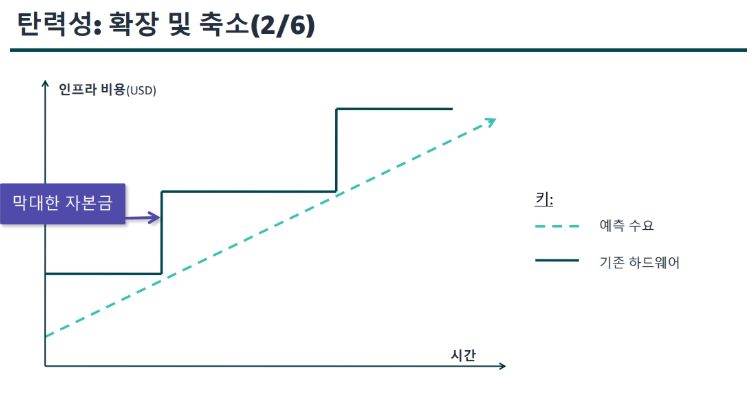 탄력성: 확장 및 축소(2/6)
인프라 비용(USD)
막대한 자본금
키:
예측 수요
기존 하드웨어
시간